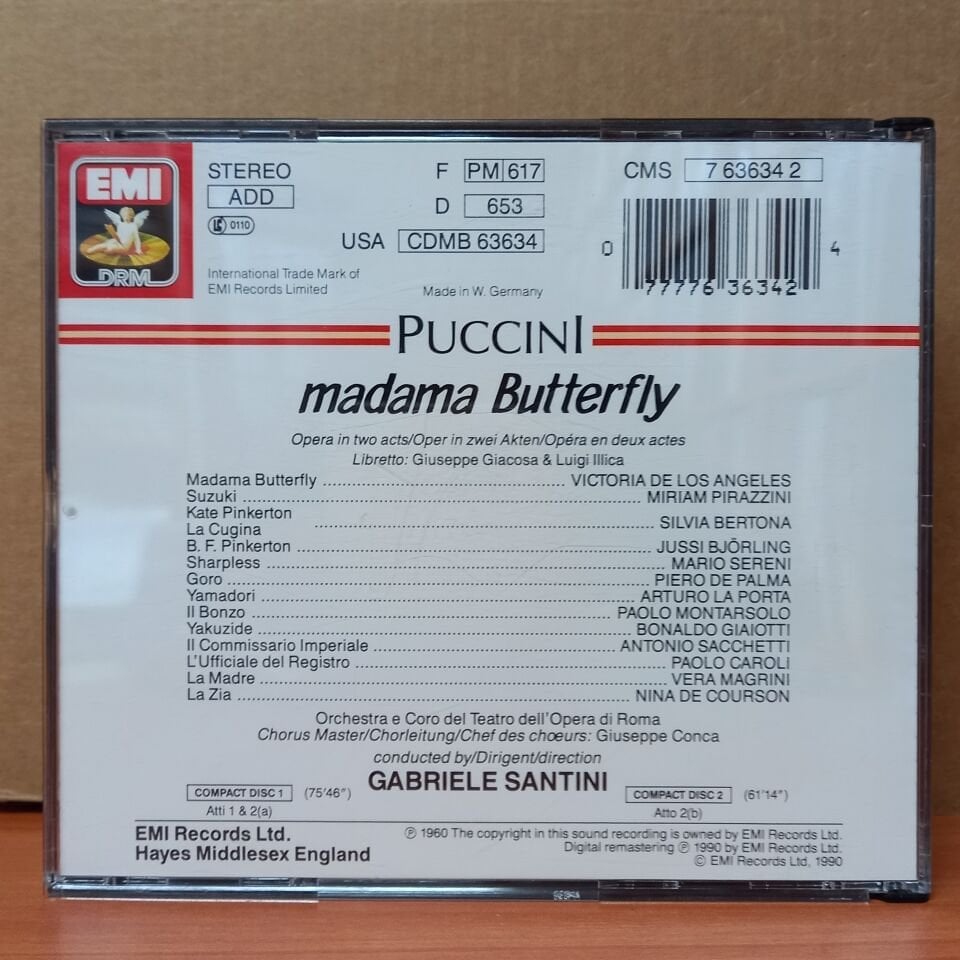 EMI
DRM
STEREO
ADD
0110
International Trade Mark of
EMI Records Limited
F PM 617
D 653
USA CDMB 63634
Made in W. Germany
CMS 7 63634 2
0 77776 36342 4
PUCCINI
madama Butterfly
Opera in two acts/Oper in zwei Akten/Opéra en deux actes
Libretto: Giuseppe Giacosa & Luigi Illica
Madama Butterfly VICTORIA DE LOS ANGELES
Suzuki MIRIAM PIRAZZINI
Kate Pinkerton
La Cugina SILVIA BERTONA
B. F. Pinkerton JUSSI BJÖRLING
Sharpless MARIO SERENI
Goro PIERO DE PALMA
Yamadori ARTURO LA PORTA
Il Bonzo PAOLO MONTARSOLO
Yakuzide BONALDO GIAIOTTI
Il Commissario Imperiale ANTONIO SACCHETTI
L'Ufficiale del Registro PAOLO CAROLI
La Madre VERA MAGRINI
La Zia NINA DE COURSON
Orchestra e Coro del Teatro dell'Opera di Roma
Chorus Master/Chorleitung/Chef des chœurs: Giuseppe Conca
conducted by/Dirigent/direction
GABRIELE SANTINI
COMPACT DISC 1 (75'46")
Atti 1 & 2(a)
COMPACT DISC 2 (61'14")
Atto 2(b)
EMI Records Ltd.
Hayes Middlesex England
℗ 1960 The copyright in this sound recording is owned by EMI Records Ltd.
Digital remastering ℗ 1990 by EMI Records Ltd.
© EMI Records Ltd, 1990